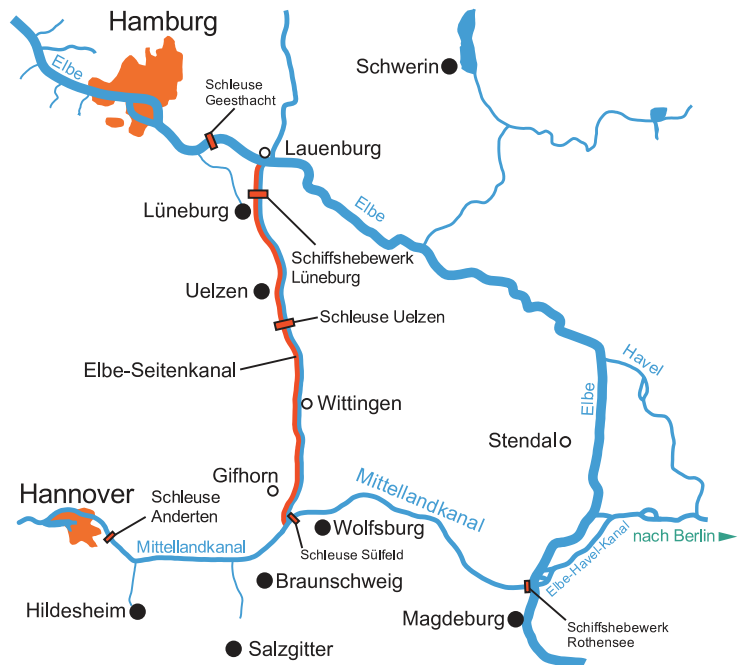 Hamburg
Elbe
Schleuse
Geesthacht
Schwerin
Lauenburg
Lüneburg
Elbe
Schiffshebewerk
Lüneburg
Uelzen
Schleuse Uelzen
Elbe-Seitenkanal
Havel
Elbe
Wittingen
Stendal
Gifhorn
Mittellandkanal
Hannover
Schleuse
Anderten
Wolfsburg
nach Berlin
Mittellandkanal
Schleuse Sülfeld
Elbe-Havel-Kanal
Braunschweig
Hildesheim
Magdeburg
Schiffshebewerk
Rothensee
Salzgitter